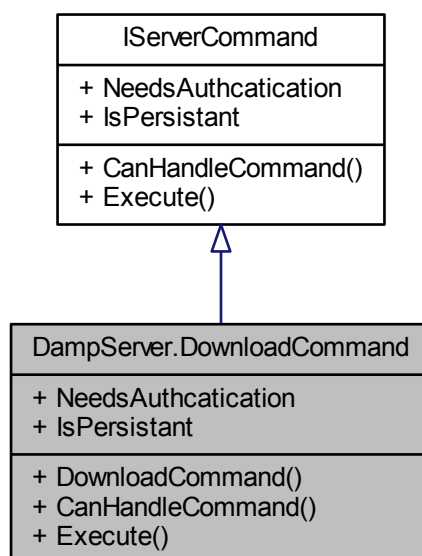 IServerCommand
+ NeedsAuthcatication
+ IsPersistant
+ CanHandleCommand()
+ Execute()
DampServer.DownloadCommand
+ NeedsAuthcatication
+ IsPersistant
+ DownloadCommand()
+ CanHandleCommand()
+ Execute()